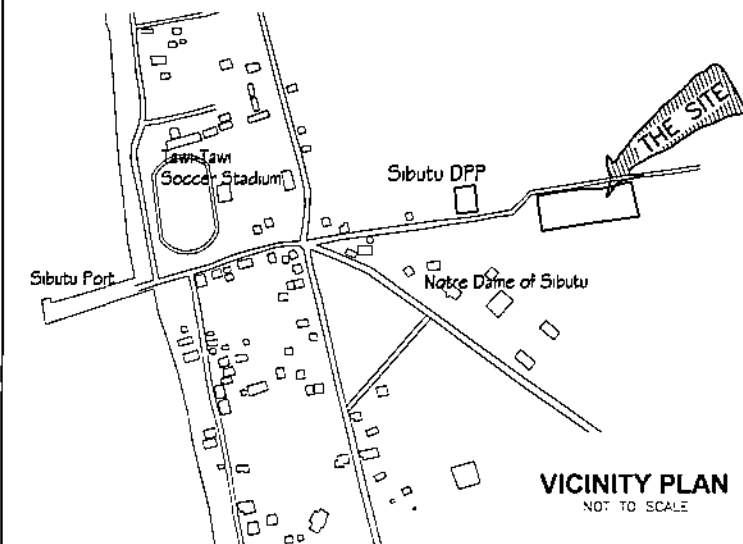 THE SITE
Tawi-Tawi
Soccer Stadium
Sibutu DPP
Sibutu Port
Notre Dame of Sibutu
VICINITY PLAN
NOT TO SCALE